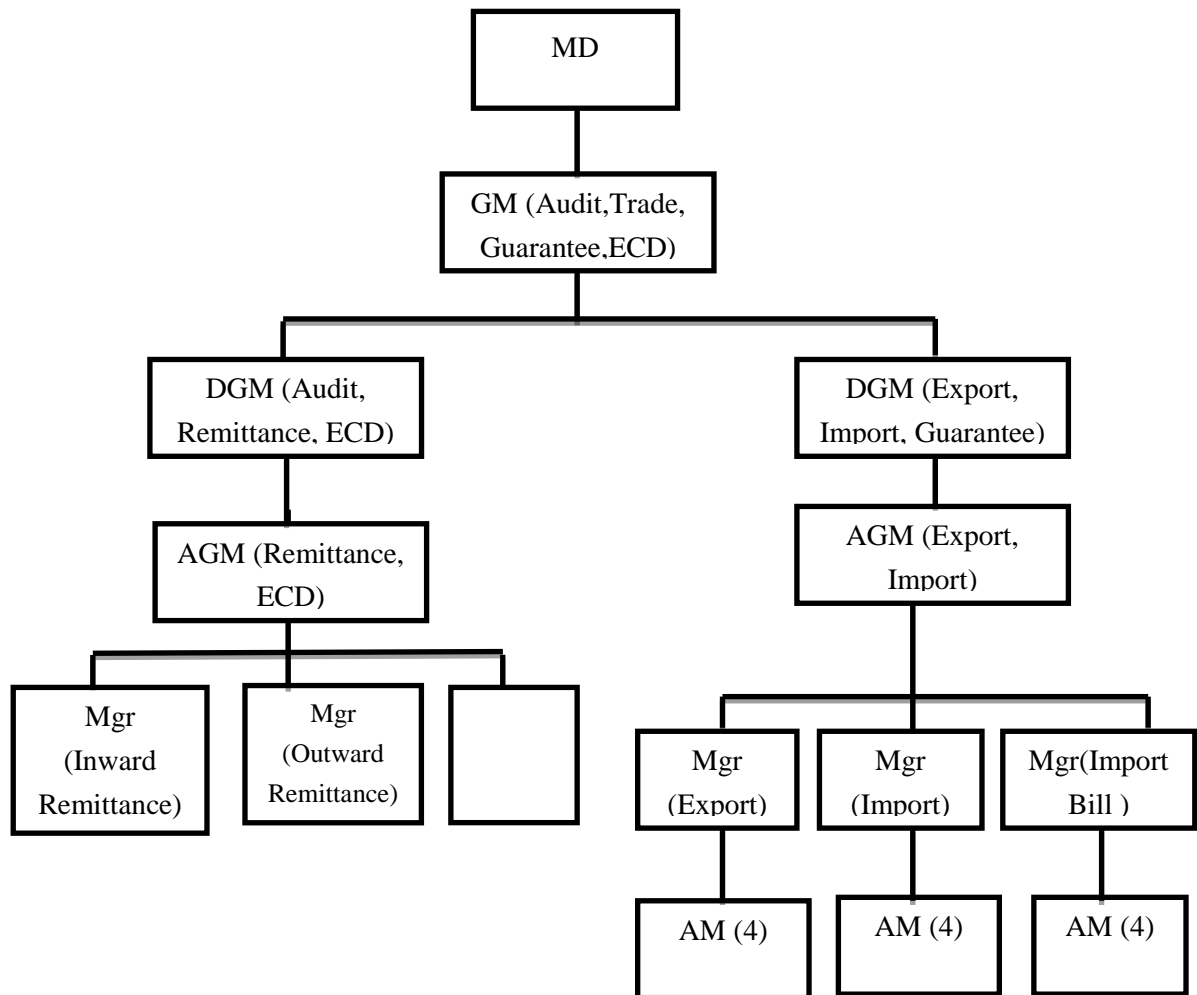 MD
GM (Audit,Trade,
Guarantee,ECD)
DGM (Audit,
Remittance, ECD)
DGM (Export,
Import, Guarantee)
AGM (Remittance,
ECD)
AGM (Export,
Import)
Mgr
(Inward
Remittance)
Mgr
(Outward
Remittance)
Mgr
(Export)
Mgr
(Import)
Mgr(Import
Bill )
AM (4)
AM (4)
AM (4)